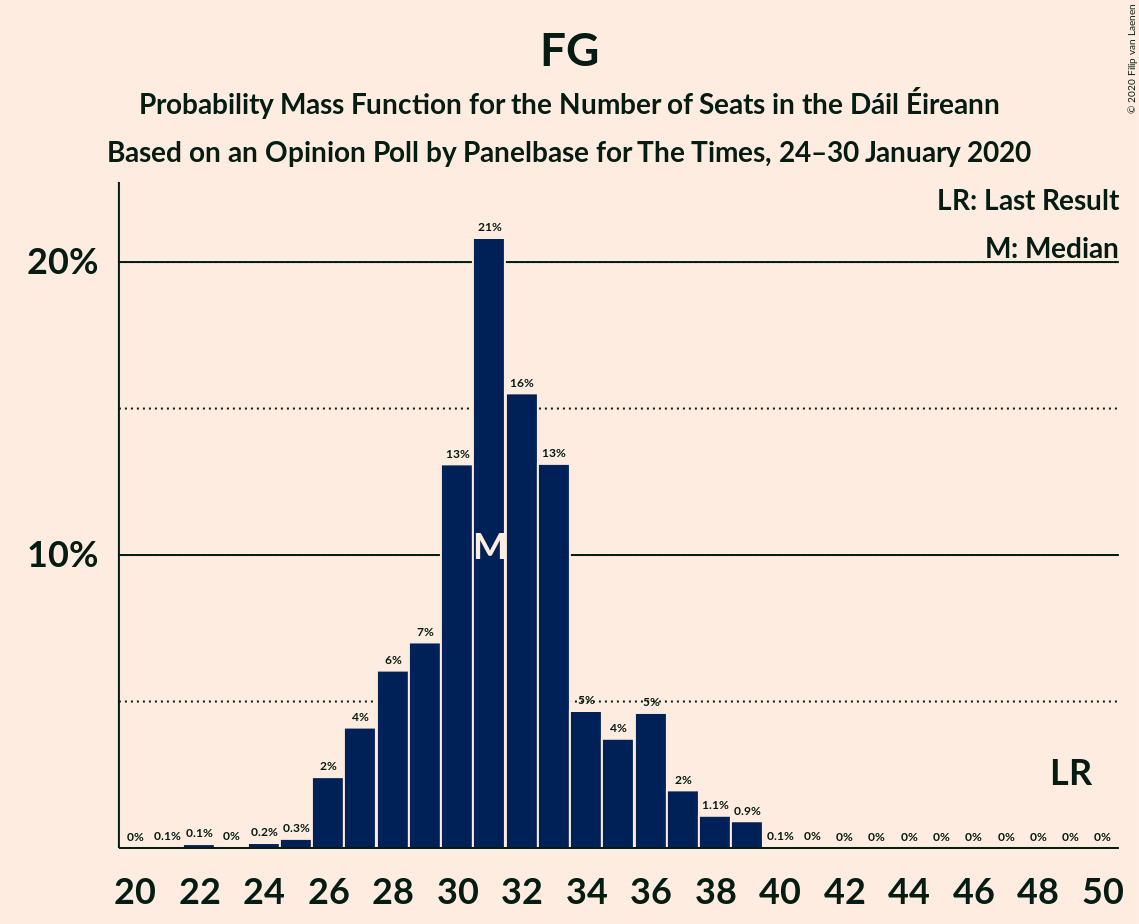 FG
Probability Mass Function for the Number of Seats in the Dáil Éireann
Based on an Opinion Poll by Panelbase for The Times, 24–30 January 2020
© 2020 Filip van Laenen
LR: Last Result
M: Median
20%
10%
0% 0.1% 0.1% 0% 0.2% 0.3% 2% 4% 6% 7% 13% 21% 16% 13% 5% 4% 5% 2% 1.1% 0.9% 0.1% 0% 0% 0% 0% 0% 0% 0% 0% 0% 0%
M
LR
20 22 24 26 28 30 32 34 36 38 40 42 44 46 48 50